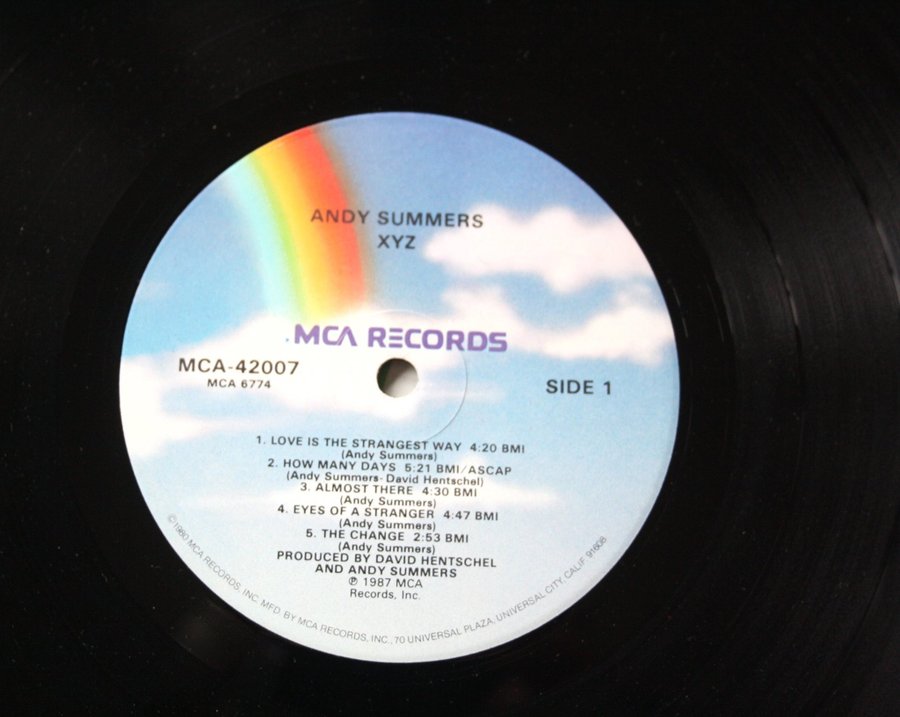 ANDY SUMMERS
XYZ
MCA RECORDS
MCA-42007
MCA 6774
SIDE 1
1. LOVE IS THE STRANGEST WAY 4:20 BMI
(Andy Summers)
2. HOW MANY DAYS 5:21 BMI/ASCAP
(Andy Summers- David Hentschel)
3. ALMOST THERE 4:30 BMI
(Andy Summers)
4. EYES OF A STRANGER 4:47 BMI
(Andy Summers)
5. THE CHANGE 2:53 BMI
(Andy Summers)
PRODUCED BY DAVID HENTSCHEL
AND ANDY SUMMERS
℗ 1987 MCA
Records, Inc.
©1980 MCA RECORDS, INC. MFD. BY MCA RECORDS, INC., 70 UNIVERSAL PLAZA, UNIVERSAL CITY, CALIF. 91608